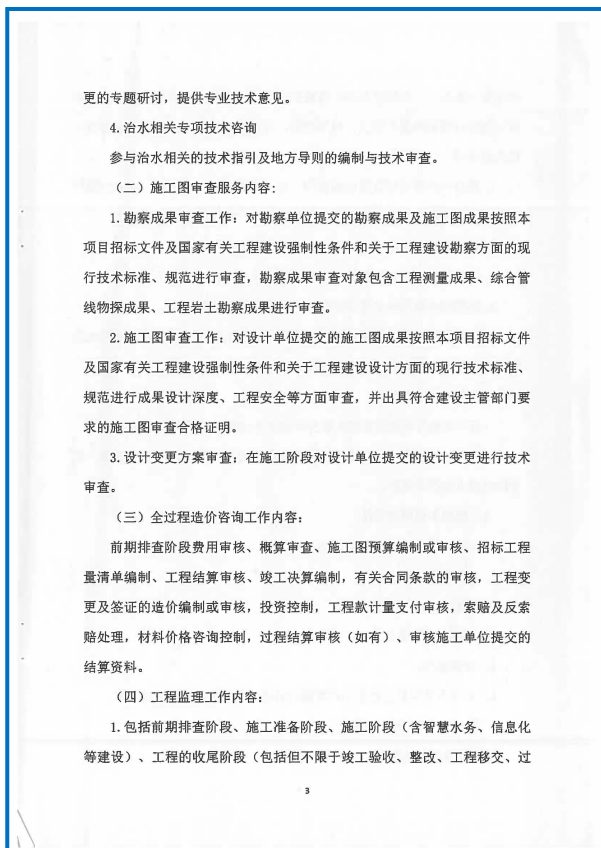 更的专题研讨，提供专业技术意见。
4.治水相关专项技术咨询
参与治水相关的技术指引及地方导则的编制与技术审查。
（二）施工图审查服务内容：
1.勘察成果审查工作：对勘察单位提交的勘察成果及施工图成果按照本
项目招标文件及国家有关工程建设强制性条件和关于工程建设勘察方面的现
行技术标准、规范进行审查，勘察成果审查对象包含工程测量成果、综合管
线物探成果、工程岩土勘察成果进行审查。
2.施工图审查工作：对设计单位提交的施工图成果按照本项目招标文件
及国家有关工程建设强制性条件和关于工程建设设计方面的现行技术标准、
规范进行成果设计深度、工程安全等方面审查，并出具符合建设主管部门要
求的施工图审查合格证明。
3.设计变更方案审查：在施工阶段对设计单位提交的设计变更进行技术
审查。
（三）全过程造价咨询工作内容：
前期排查阶段费用审核、概算审查、施工图预算编制或审核、招标工程
量清单编制、工程结算审核、竣工决算编制，有关合同条款的审核，工程变
更及签证的造价编制或审核，投资控制，工程款计量支付审核，索赔及反索
赔处理，材料价格咨询控制，过程结算审核（如有）、审核施工单位提交的
结算资料。
（四）工程监理工作内容：
1.包括前期排查阶段、施工准备阶段、施工阶段（含智慧水务、信息化
等建设）、工程的收尾阶段（包括但不限于竣工验收、整改、工程移交、过
3